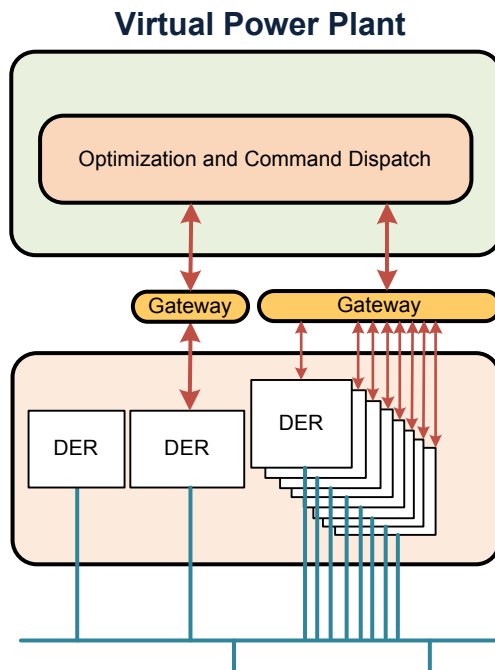 Virtual Power Plant
Optimization and Command Dispatch
Gateway
Gateway
DER
DER
DER